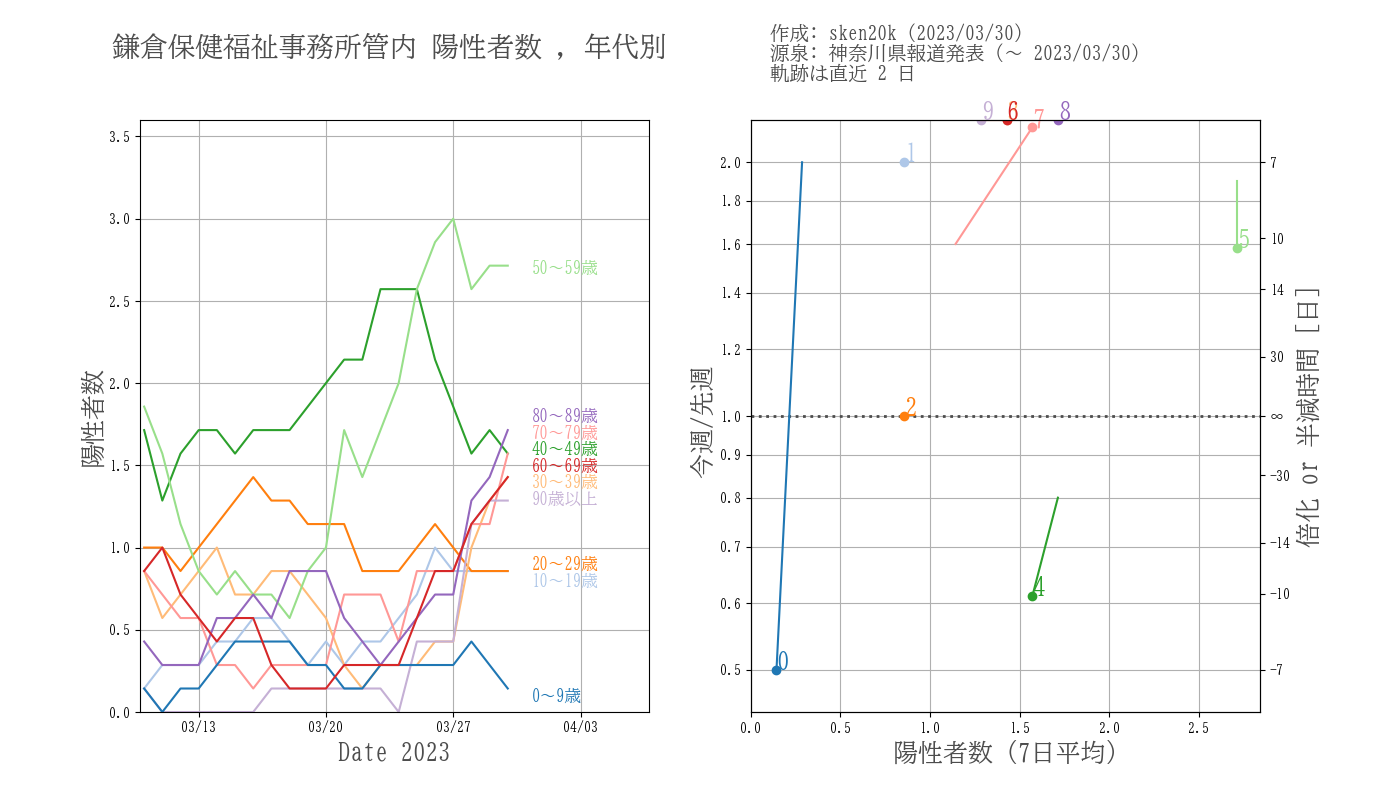 鎌倉保健福祉事務所管内 陽性者数 , 年代別
作成: sken20k (2023/03/30)
源泉: 神奈川県報道発表 (〜 2023/03/30)
軌跡は直近 2 日
陽性者数
3.5
3.0
2.5
2.0
1.5
1.0
0.5
0.0
50〜59歳
80〜89歳
70〜79歳
40〜49歳
60〜69歳
30〜39歳
90歳以上
20〜29歳
10〜19歳
0〜9歳
03/13
03/20
03/27
04/03
Date 2023
今週/先週
2.0
1.8
1.6
1.4
1.2
1.0
0.9
0.8
0.7
0.6
0.5
9
6
7
8
1
5
2
4
0
7
10
14
30
∞
−30
−14
−10
−7
倍化 or 半減時間 [日]
0.0
0.5
1.0
1.5
2.0
2.5
陽性者数 (7日平均)